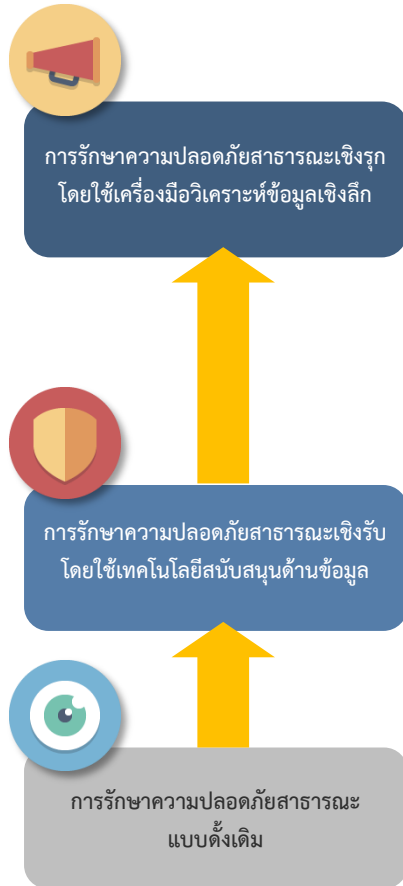 การรักษาความปลอดภัยสาธารณะเชิงรุก
โดยใช้เครื่องมือวิเคราะห์ข้อมูลเชิงลึก
การรักษาความปลอดภัยสาธารณะเชิงรับ
โดยใช้เทคโนโลยีสนับสนุนด้านข้อมูล
การรักษาความปลอดภัยสาธารณะ
แบบดั้งเดิม